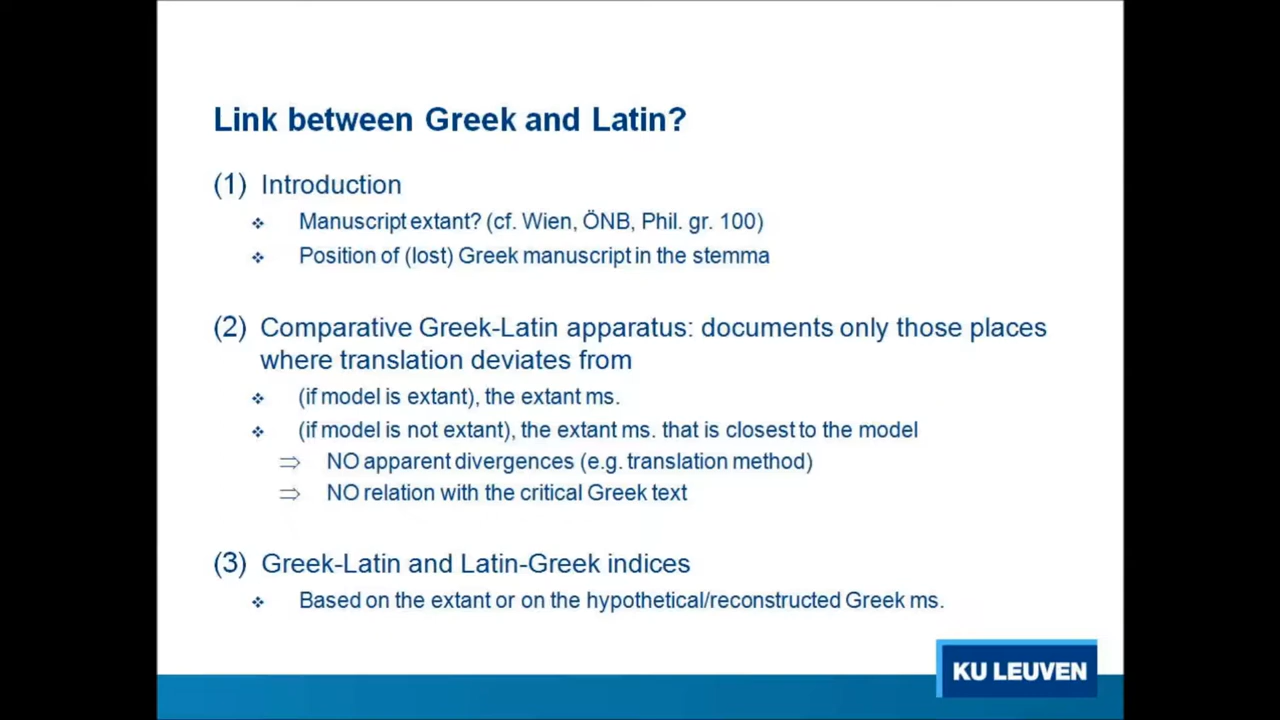 Link between Greek and Latin?
(1) Introduction
❖ Manuscript extant? (cf. Wien, ÖNB, Phil. gr. 100)
❖ Position of (lost) Greek manuscript in the stemma
(2) Comparative Greek-Latin apparatus: documents only those places
where translation deviates from
❖ (if model is extant), the extant ms.
❖ (if model is not extant), the extant ms. that is closest to the model
⇒ NO apparent divergences (e.g. translation method)
⇒ NO relation with the critical Greek text
(3) Greek-Latin and Latin-Greek indices
❖ Based on the extant or on the hypothetical/reconstructed Greek ms.
KU LEUVEN